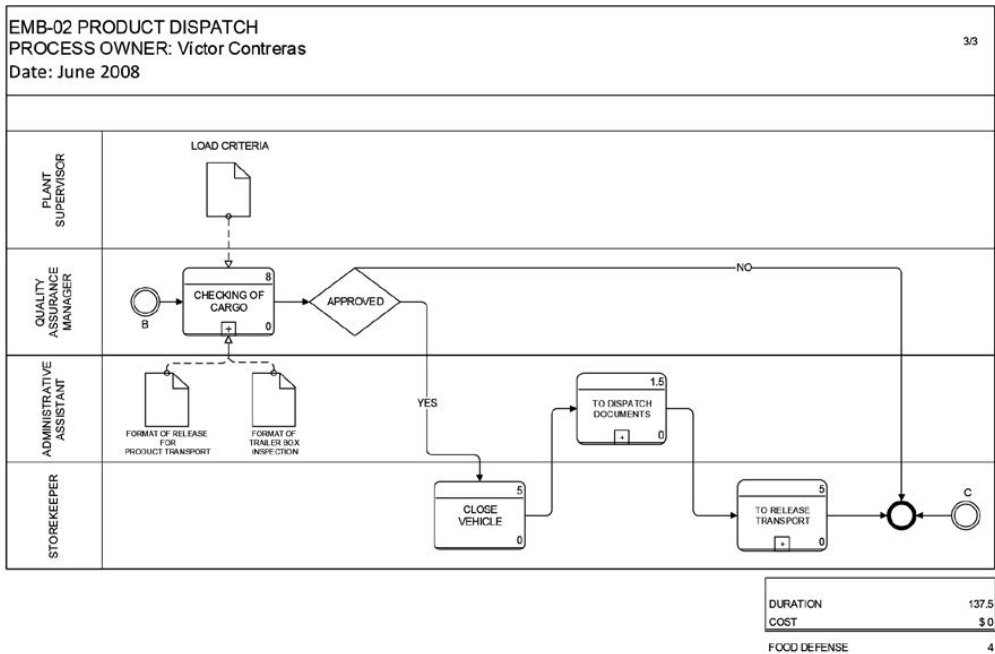 EMB-02 PRODUCT DISPATCH
PROCESS OWNER: Víctor Contreras
3/3
Date: June 2008
PLANT
SUPERVISOR
LOAD CRITERIA
QUALITY
ASSURANCE
MANAGER
B
8
CHECKING OF
CARGO
+
0
APPROVED
NO
ADMINISTRATIVE
ASSISTANT
FORMAT OF RELEASE
FOR
PRODUCT TRANSPORT
FORMAT OF
TRAILER BOX
INSPECTION
YES
1.5
TO DISPATCH
DOCUMENTS
+
0
STOREKEEPER
5
CLOSE
VEHICLE
0
5
TO RELEASE
TRANSPORT
+
0
C
DURATION 137.5
COST $ 0
FOOD DEFENSE 4